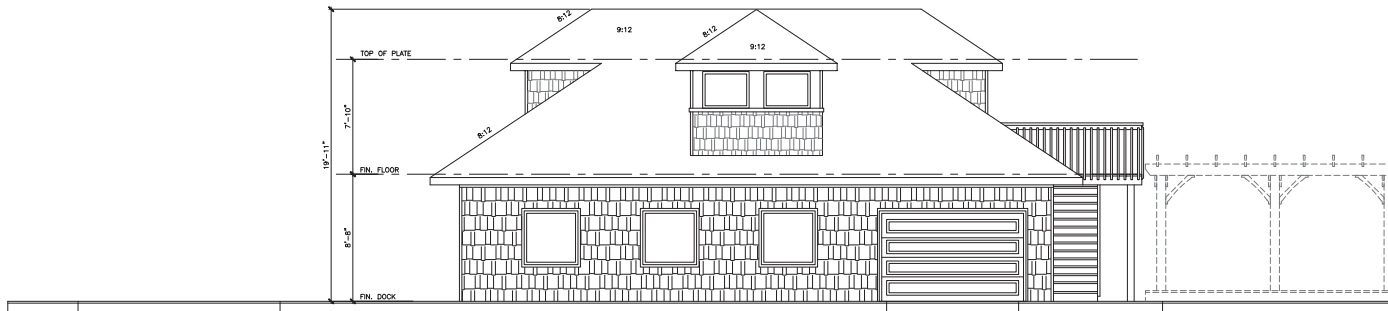 8:12
9:12
8:12
9:12
TOP OF PLATE
7'-10"
19'-11"
8:12
FIN. FLOOR
8'-8"
FIN. DOCK